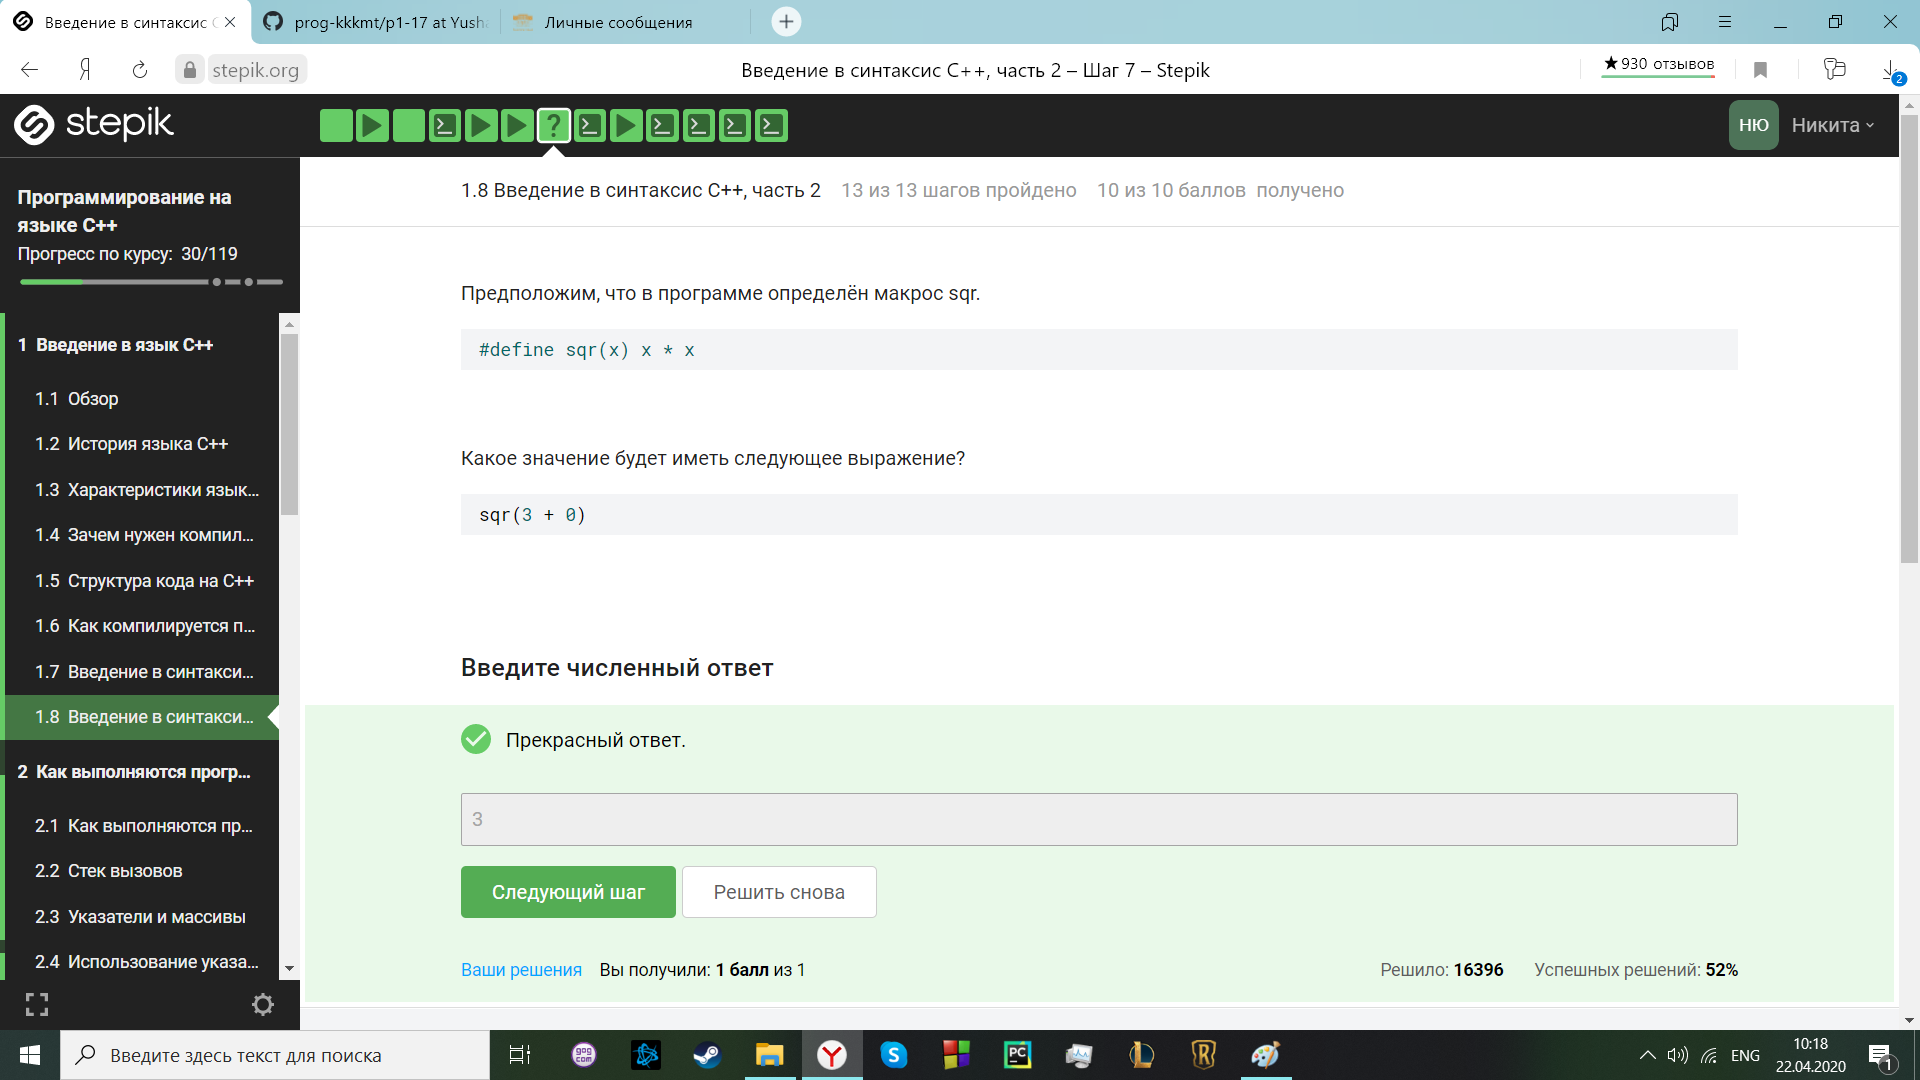 Введение в синтаксис C
prog-kkkmt/p1-17 at Yush
Личные сообщения
stepik.org
Введение в синтаксис C++, часть 2 – Шаг 7 – Stepik
★930 отзывов
2
stepik
?
НЮ
Никита
Программирование на
языке C++
Прогресс по курсу: 30/119
1 Введение в язык C++
1.1 Обзор
1.2 История языка C++
1.3 Характеристики язык...
1.4 Зачем нужен компил...
1.5 Структура кода на C++
1.6 Как компилируется п...
1.7 Введение в синтакси...
1.8 Введение в синтакси...
2 Как выполняются прогр...
2.1 Как выполняются пр...
2.2 Стек вызовов
2.3 Указатели и массивы
2.4 Использование указа...
1.8 Введение в синтаксис C++, часть 2 13 из 13 шагов пройдено 10 из 10 баллов получено
Предположим, что в программе определён макрос sqr.
#define sqr(x) x * x
Какое значение будет иметь следующее выражение?
sqr(3 + 0)
Введите численный ответ
Прекрасный ответ.
3
Следующий шаг
Решить снова
Ваши решения Вы получили: 1 балл из 1
Решило: 16396 Успешных решений: 52%
Введите здесь текст для поиска
gog
com
PC
ENG
10:18
22.04.2020
1